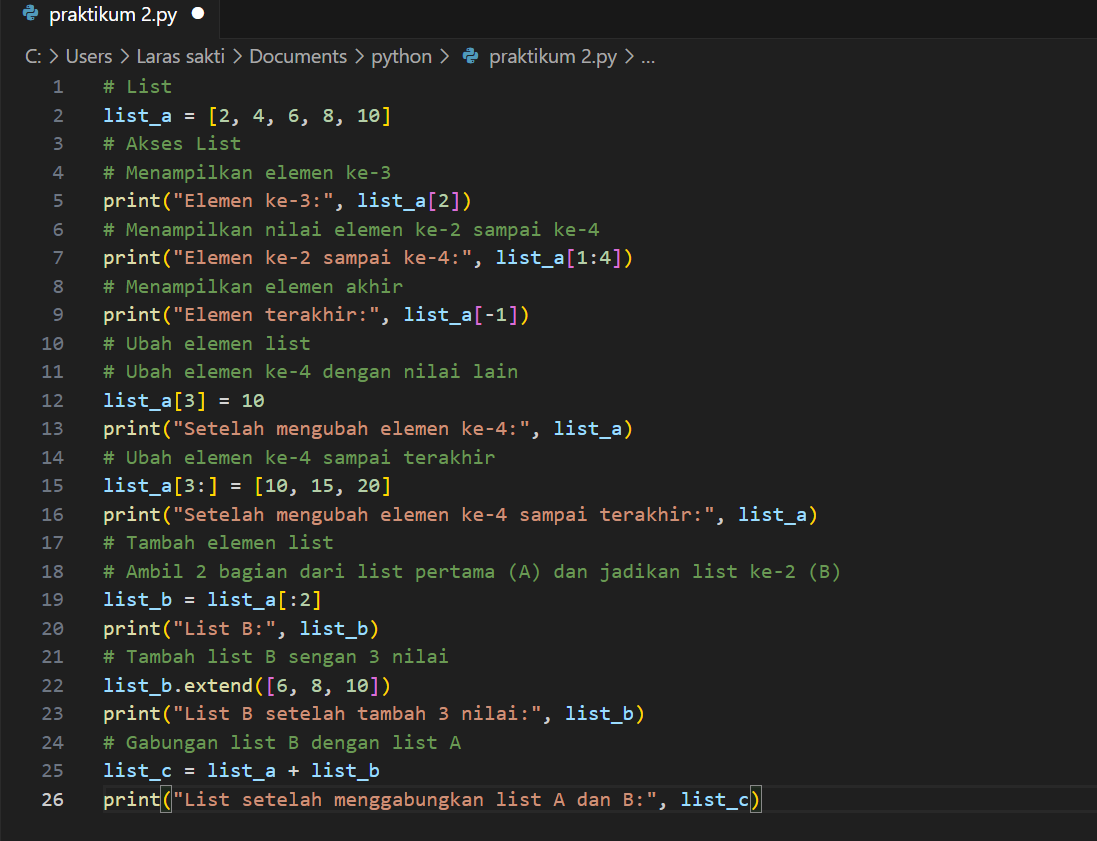 praktikum 2.py
C: > Users > Laras sakti > Documents > python > praktikum 2.py > ...
1 # List
2 list_a = [2, 4, 6, 8, 10]
3 # Akses List
4 # Menampilkan elemen ke-3
5 print("Elemen ke-3:", list_a[2])
6 # Menampilkan nilai elemen ke-2 sampai ke-4
7 print("Elemen ke-2 sampai ke-4:", list_a[1:4])
8 # Menampilkan elemen akhir
9 print("Elemen terakhir:", list_a[-1])
10 # Ubah elemen list
11 # Ubah elemen ke-4 dengan nilai lain
12 list_a[3] = 10
13 print("Setelah mengubah elemen ke-4:", list_a)
14 # Ubah elemen ke-4 sampai terakhir
15 list_a[3:] = [10, 15, 20]
16 print("Setelah mengubah elemen ke-4 sampai terakhir:", list_a)
17 # Tambah elemen list
18 # Ambil 2 bagian dari list pertama (A) dan jadikan list ke-2 (B)
19 list_b = list_a[:2]
20 print("List B:", list_b)
21 # Tambah list B sengan 3 nilai
22 list_b.extend([6, 8, 10])
23 print("List B setelah tambah 3 nilai:", list_b)
24 # Gabungan list B dengan list A
25 list_c = list_a + list_b
26 print("List setelah menggabungkan list A dan B:", list_c)